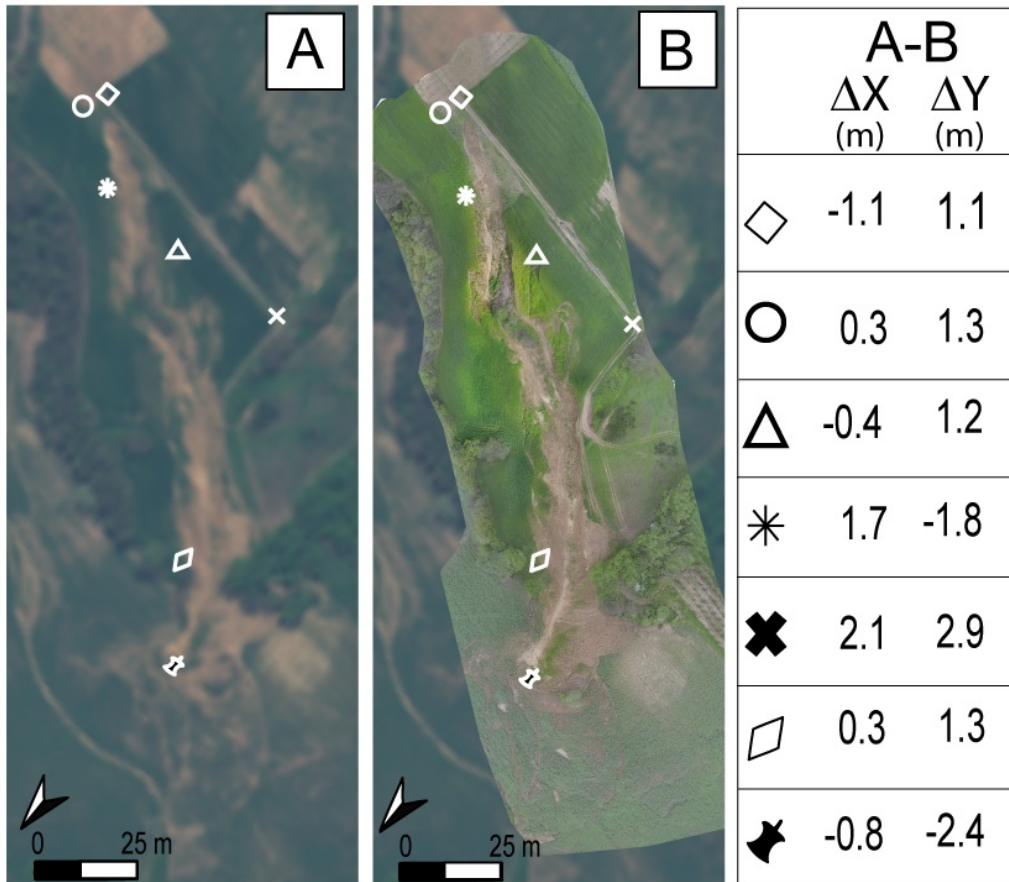 A
0 25 m
B
0 25 m
A-B
ΔX ΔY
(m) (m)
-1.1 1.1
0.3 1.3
-0.4 1.2
1.7 -1.8
2.1 2.9
0.3 1.3
-0.8 -2.4